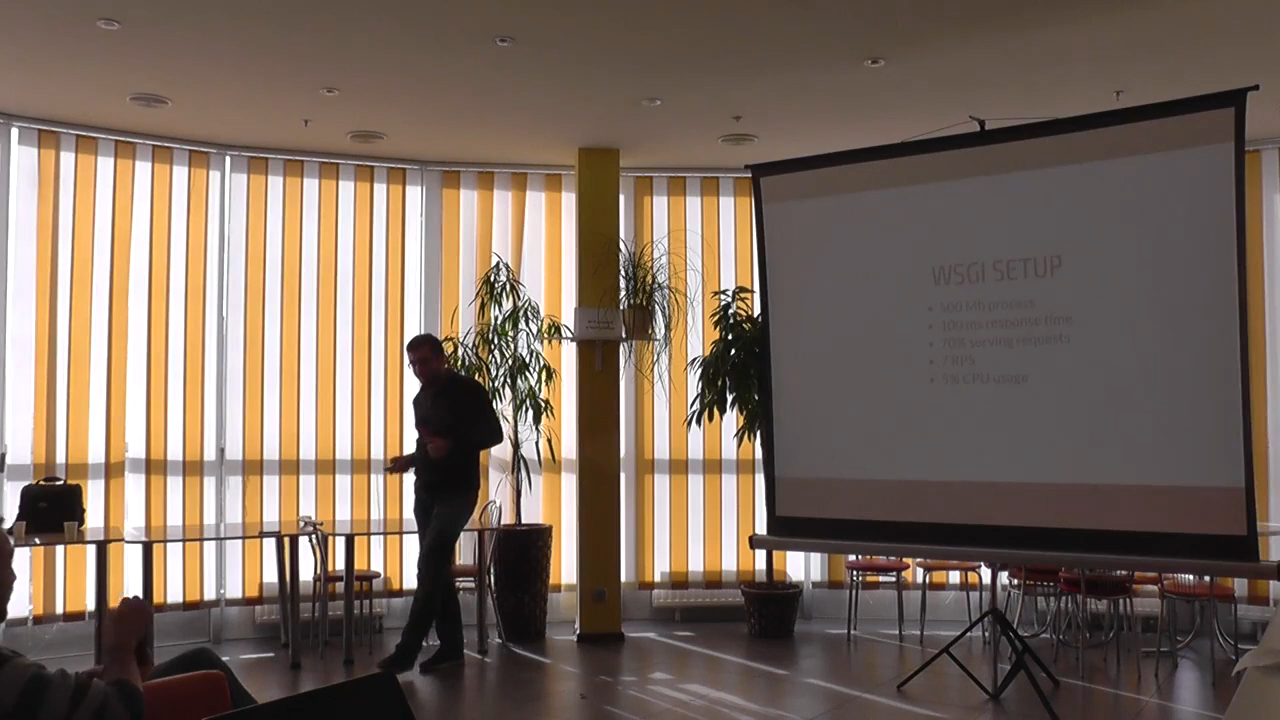 WSGI SETUP
• 500 Mb process
• 100 ms response time
• 70% serving requests
• 7 RPS
• 5% CPU usage